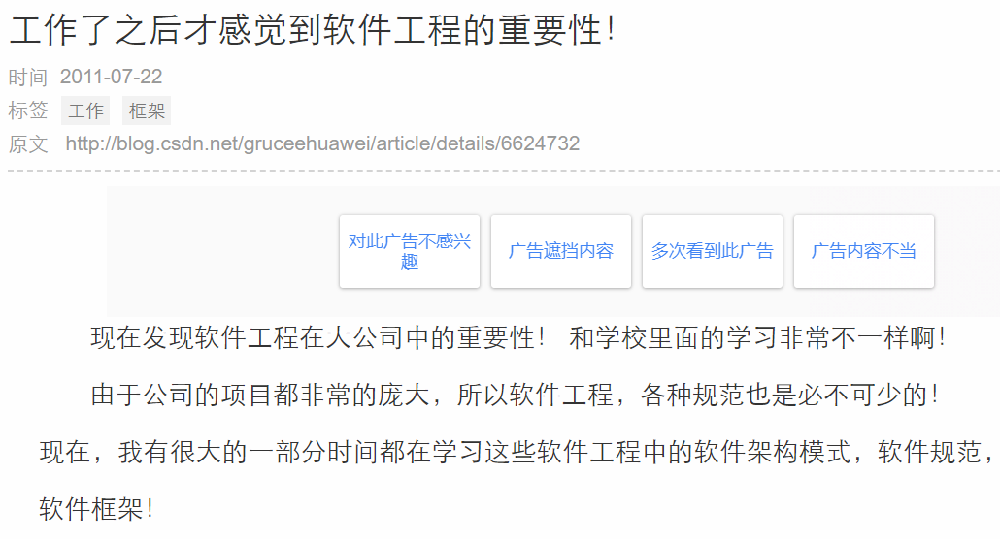 工作了之后才感觉到软件工程的重要性！
时间 2011-07-22
标签 工作 框架
原文 http://blog.csdn.net/gruceehuawei/article/details/6624732
对此广告不感兴
趣
广告遮挡内容
多次看到此广告
广告内容不当
现在发现软件工程在大公司中的重要性！ 和学校里面的学习非常不一样啊！
由于公司的项目都非常的庞大，所以软件工程，各种规范也是必不可少的！
现在，我有很大的一部分时间都在学习这些软件工程中的软件架构模式，软件规范，
软件框架！